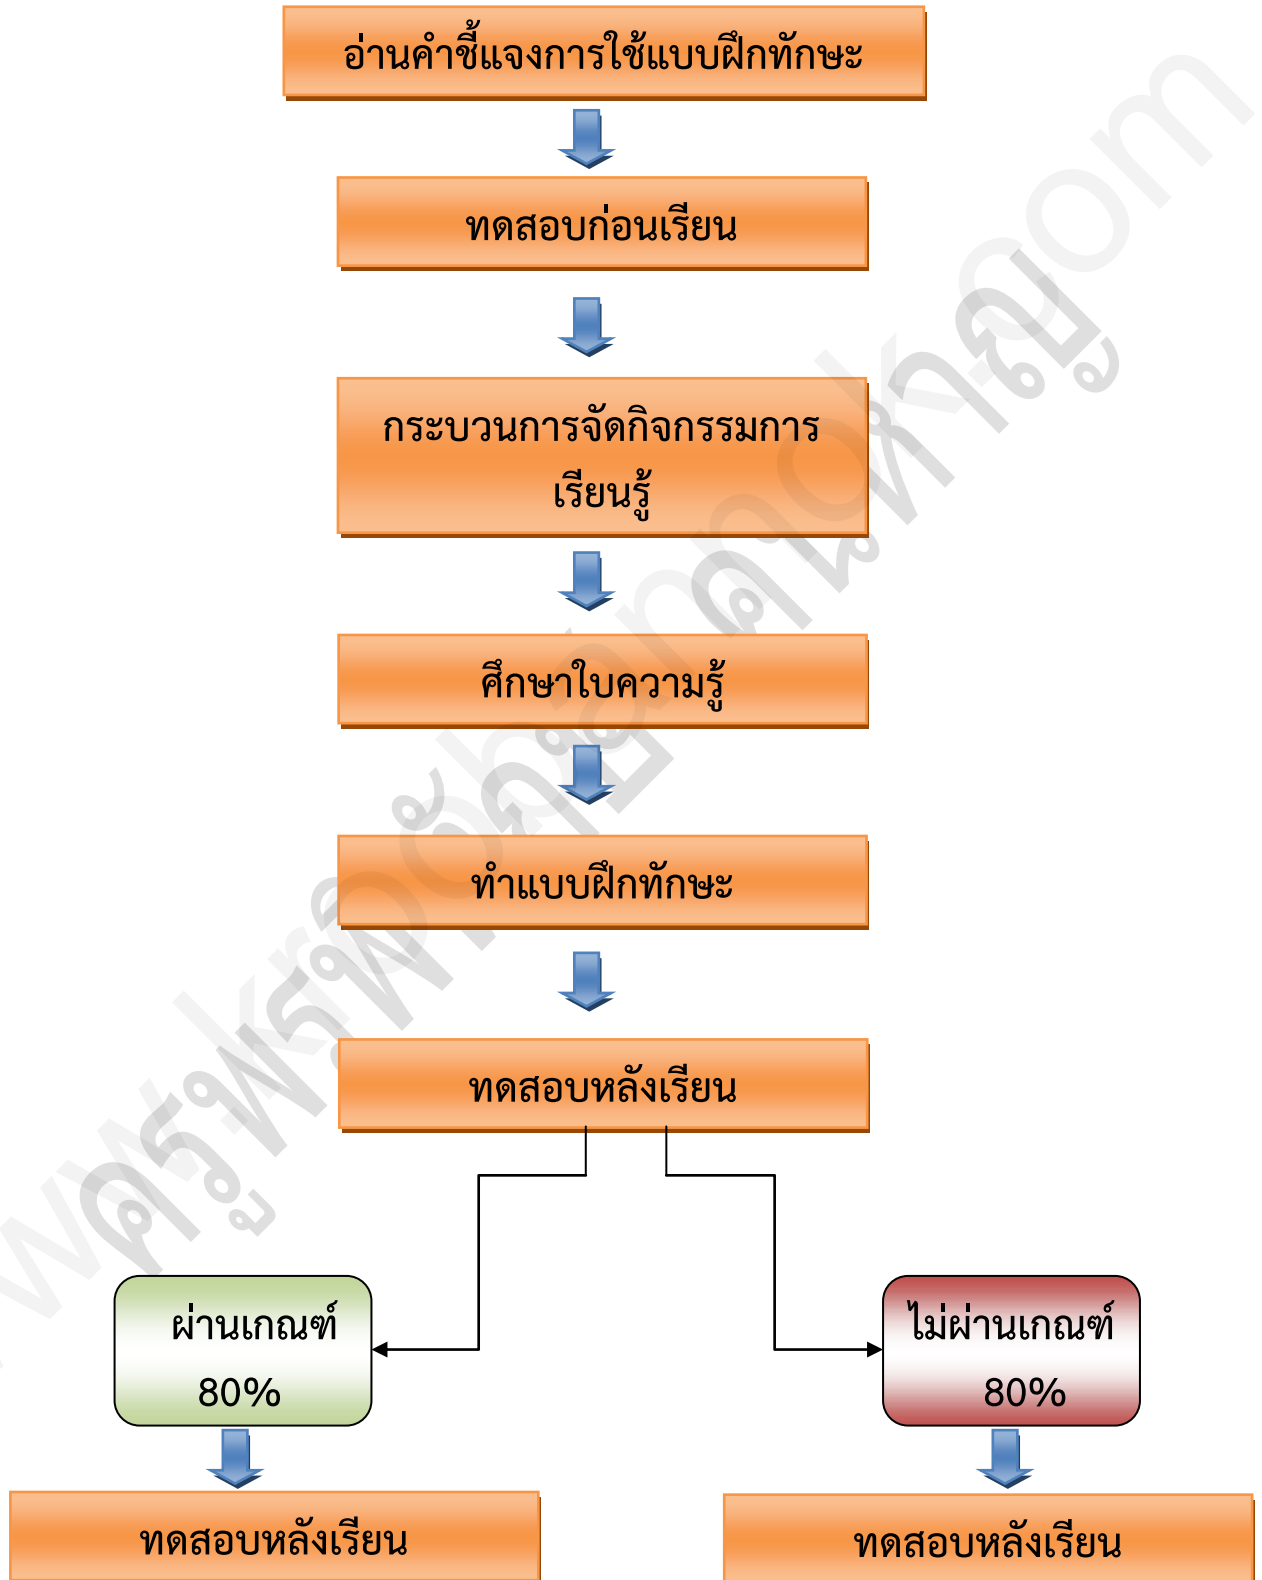 อ่านคำชี้แจงการใช้แบบฝึกทักษะ
ทดสอบก่อนเรียน
กระบวนการจัดกิจกรรมการ
เรียนรู้
ศึกษาใบความรู้
ทำแบบฝึกทักษะ
ทดสอบหลังเรียน
ผ่านเกณฑ์
80%
ไม่ผ่านเกณฑ์
80%
ทดสอบหลังเรียน
ทดสอบหลังเรียน